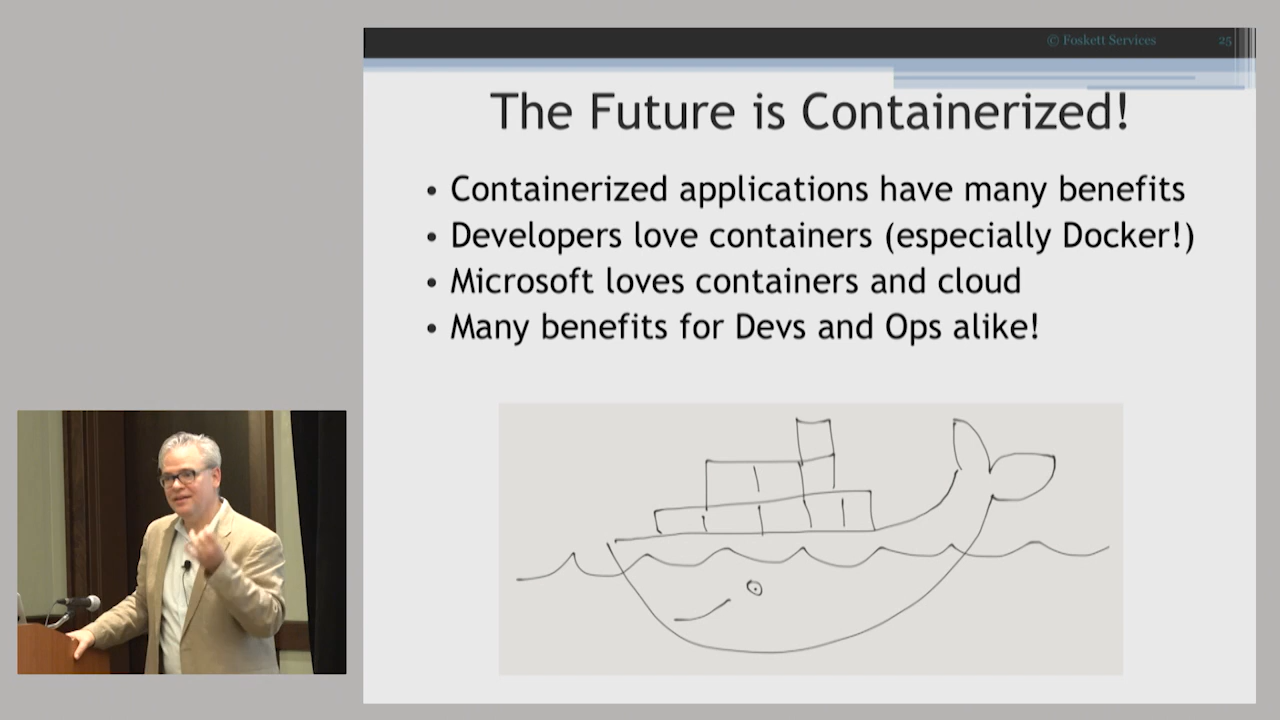 © Foskett Services 25
The Future is Containerized!
• Containerized applications have many benefits
• Developers love containers (especially Docker!)
• Microsoft loves containers and cloud
• Many benefits for Devs and Ops alike!